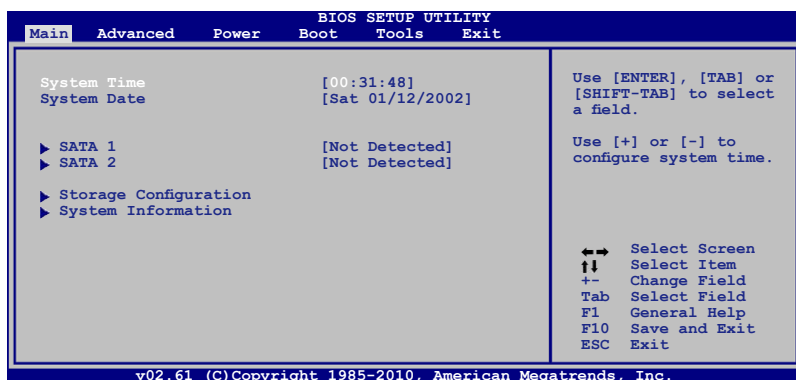 BIOS SETUP UTILITY
Main Advanced Power Boot Tools Exit
System Time [00:31:48]
System Date [Sat 01/12/2002]
SATA 1 [Not Detected]
SATA 2 [Not Detected]
Storage Configuration
System Information
Use [ENTER], [TAB] or
[SHIFT-TAB] to select
a field.
Use [+] or [-] to
configure system time.
←→ Select Screen
↑↓ Select Item
+- Change Field
Tab Select Field
F1 General Help
F10 Save and Exit
ESC Exit
v02.61 (C)Copyright 1985-2010, American Megatrends, Inc.